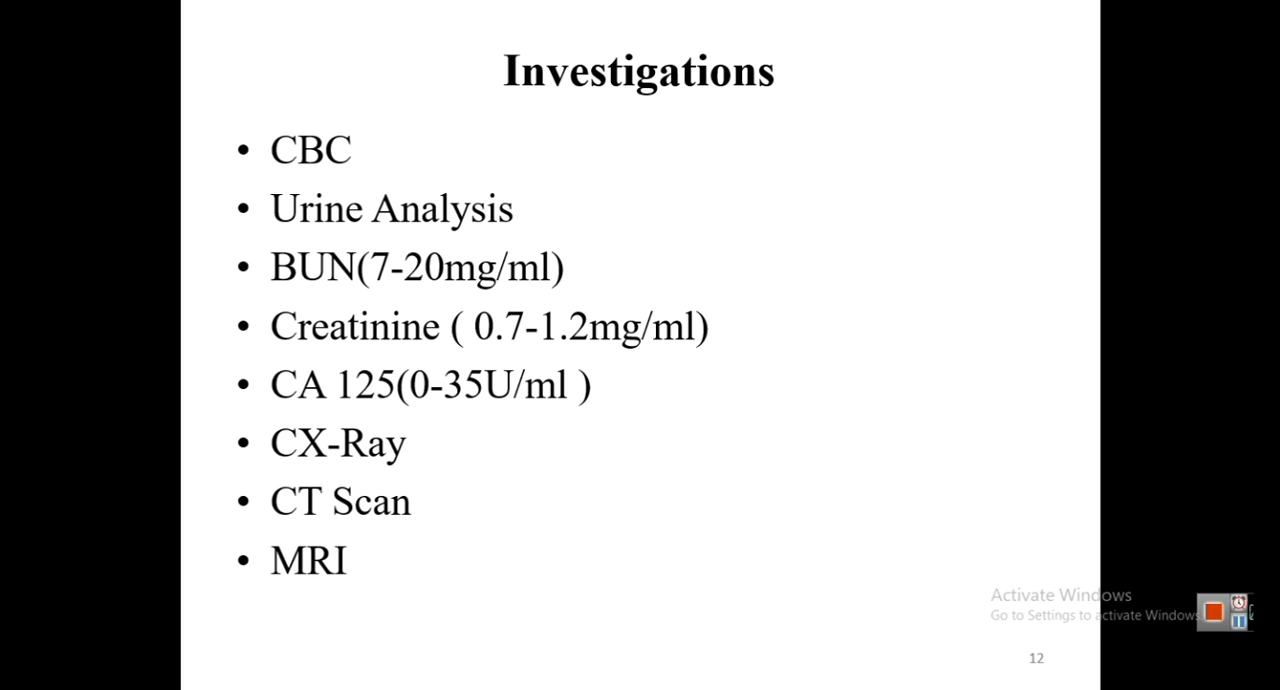 Investigations
• CBC
• Urine Analysis
• BUN(7-20mg/ml)
• Creatinine ( 0.7-1.2mg/ml)
• CA 125(0-35U/ml )
• CX-Ray
• CT Scan
• MRI
Activate Windows
Go to Settings to activate Windows.
12